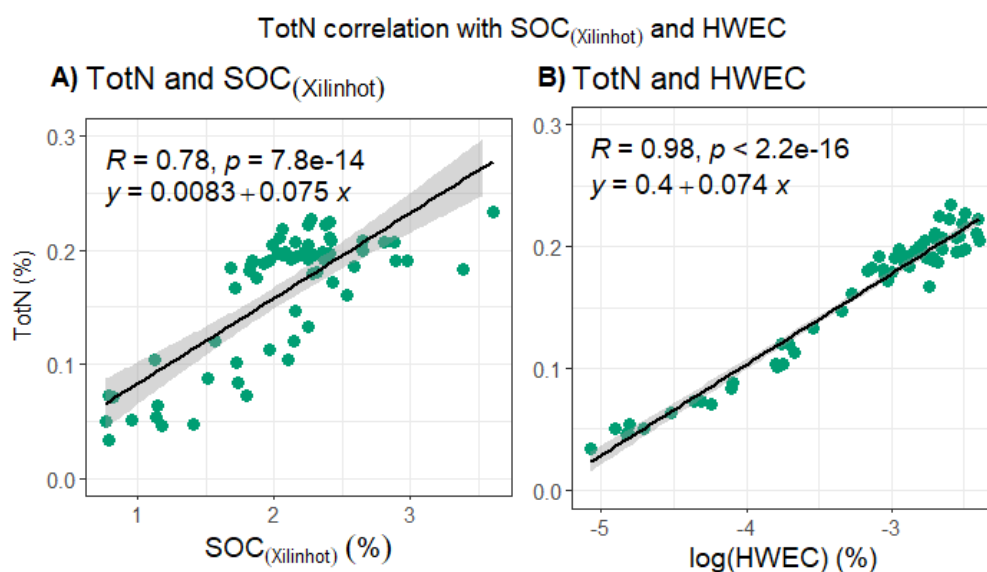 TotN correlation with SOC(Xilinhot) and HWEC
A) TotN and SOC(Xilinhot)
R = 0.78, p = 7.8e-14
y = 0.0083 + 0.075 x
TotN (%)
0.3
0.2
0.1
0.0
1 2 3
SOC(Xilinhot) (%)
B) TotN and HWEC
R = 0.98, p < 2.2e-16
y = 0.4 + 0.074 x
0.3
0.2
0.1
0.0
-5 -4 -3
log(HWEC) (%)